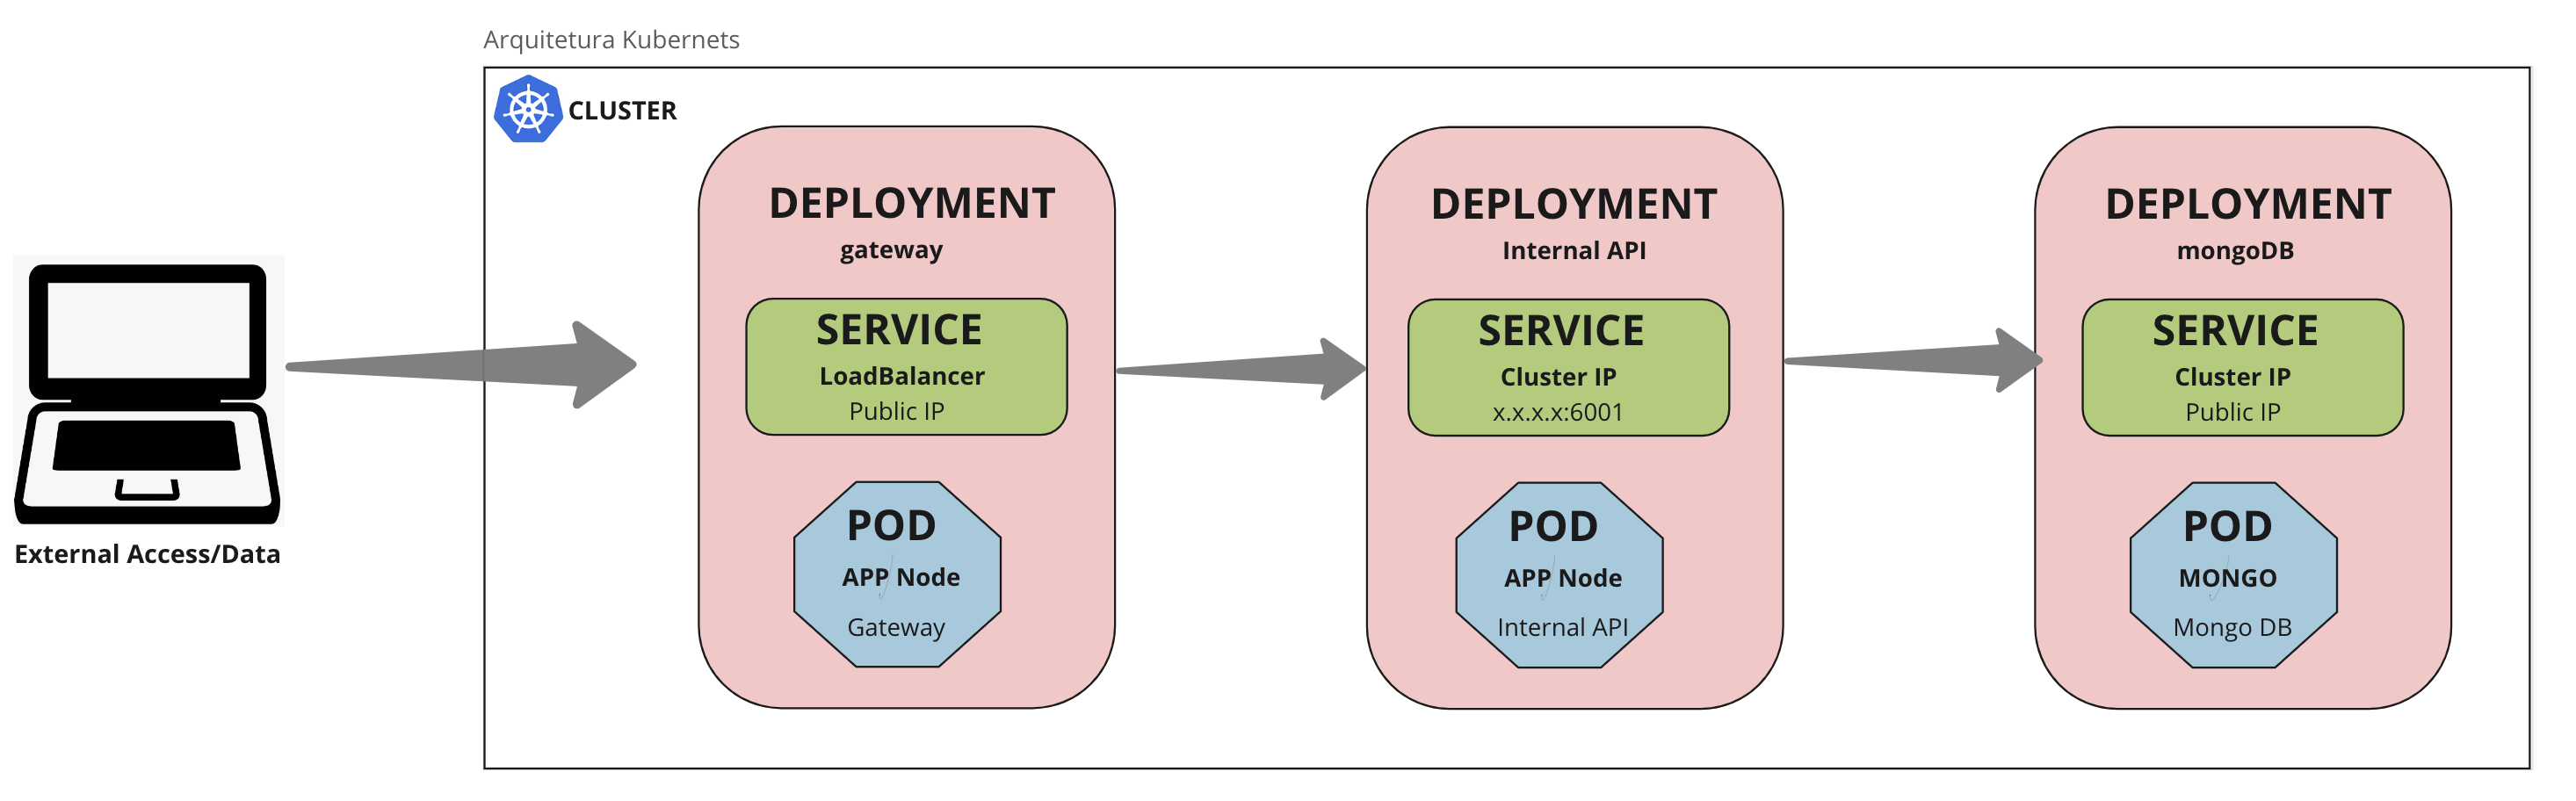 Arquitetura Kubernets
CLUSTER
External Access/Data
DEPLOYMENT
gateway
SERVICE
LoadBalancer
Public IP
POD
APP Node
Gateway
DEPLOYMENT
Internal API
SERVICE
Cluster IP
x.x.x.x:6001
POD
APP Node
Internal API
DEPLOYMENT
mongoDB
SERVICE
Cluster IP
Public IP
POD
MONGO
Mongo DB